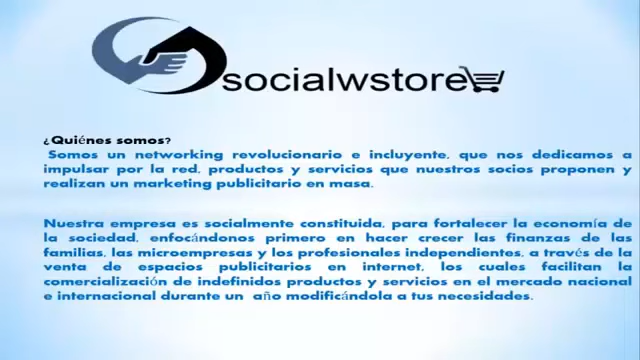 socialwstore
¿Quiénes somos?
Somos un networking revolucionario e incluyente, que nos dedicamos a
impulsar por la red, productos y servicios que nuestros socios proponen y
realizan un marketing publicitario en masa.
Nuestra empresa es socialmente constituida, para fortalecer la economía de
la sociedad, enfocándonos primero en hacer crecer las finanzas de las
familias, las microempresas y los profesionales independientes, a través de la
venta de espacios publicitarios en internet, los cuales facilitan la
comercialización de indefinidos productos y servicios en el mercado nacional
e internacional durante un año modificándola a tus necesidades.